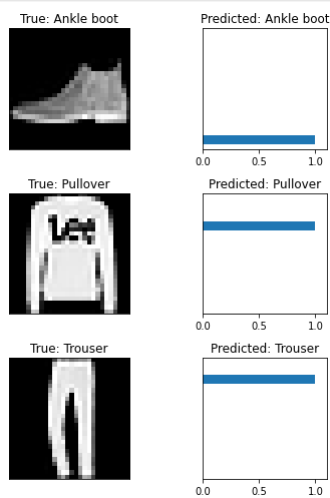 True: Ankle boot
Predicted: Ankle boot
0.0 0.5 1.0
True: Pullover
Predicted: Pullover
Lee
0.0 0.5 1.0
True: Trouser
Predicted: Trouser
0.0 0.5 1.0